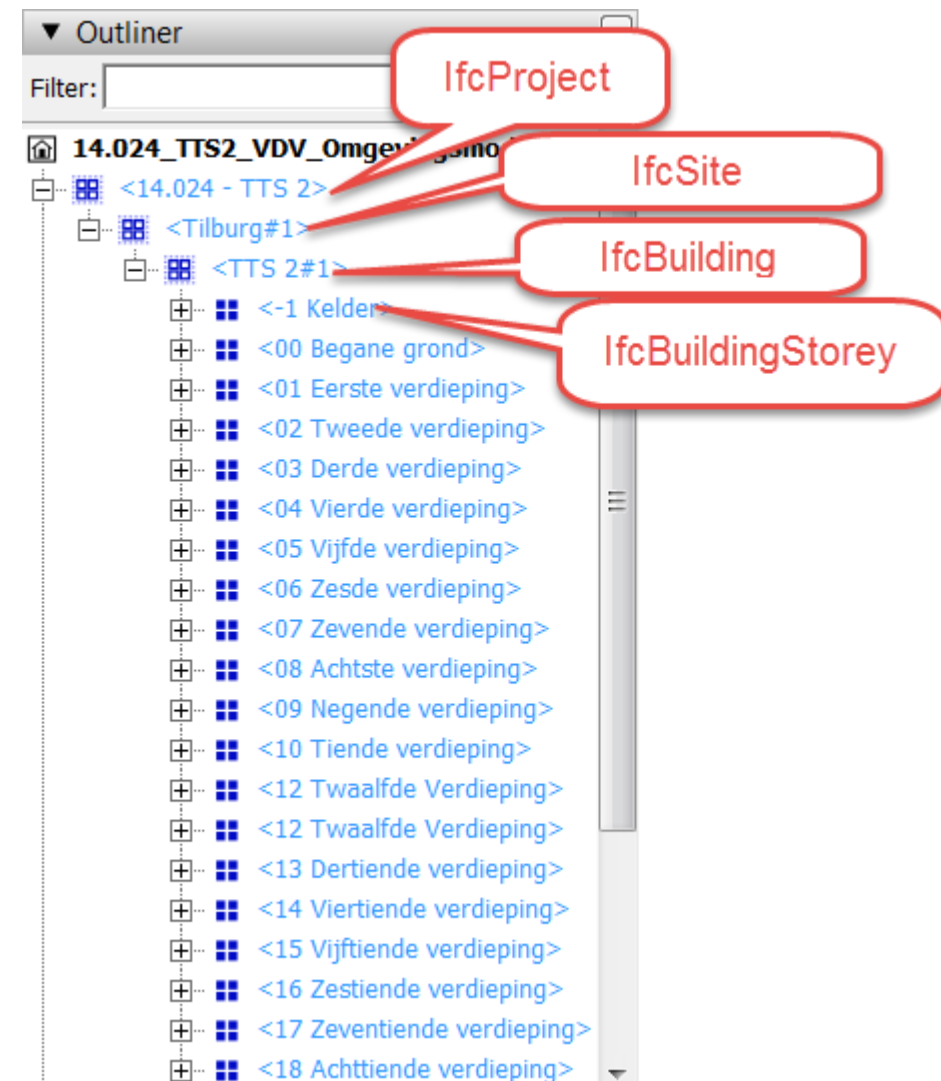 ▼ Outliner
Filter:
IfcProject
14.024_TTS2_VDV_Omgevingsmo
<14.024 - TTS 2>
IfcSite
<Tilburg#1>
<TTS 2#1>
IfcBuilding
<-1 Kelder>
IfcBuildingStorey
<00 Begane grond>
<01 Eerste verdieping>
<02 Tweede verdieping>
<03 Derde verdieping>
<04 Vierde verdieping>
<05 Vijfde verdieping>
<06 Zesde verdieping>
<07 Zevende verdieping>
<08 Achtste verdieping>
<09 Negende verdieping>
<10 Tiende verdieping>
<12 Twaalfde Verdieping>
<12 Twaalfde Verdieping>
<13 Dertiende verdieping>
<14 Viertiende verdieping>
<15 Vijftiende verdieping>
<16 Zestiende verdieping>
<17 Zeventiende verdieping>
<18 Achttiende verdieping>